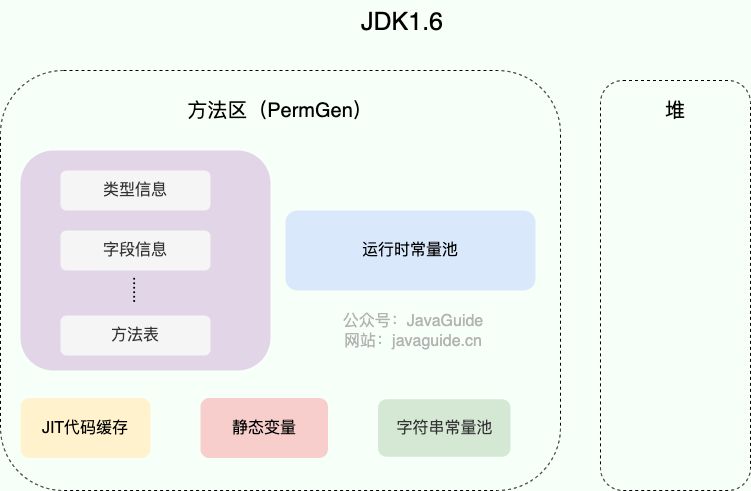 JDK1.6
方法区（PermGen）
堆
类型信息
字段信息
方法表
运行时常量池
公众号：JavaGuide
网站：javaguide.cn
JIT代码缓存
静态变量
字符串常量池